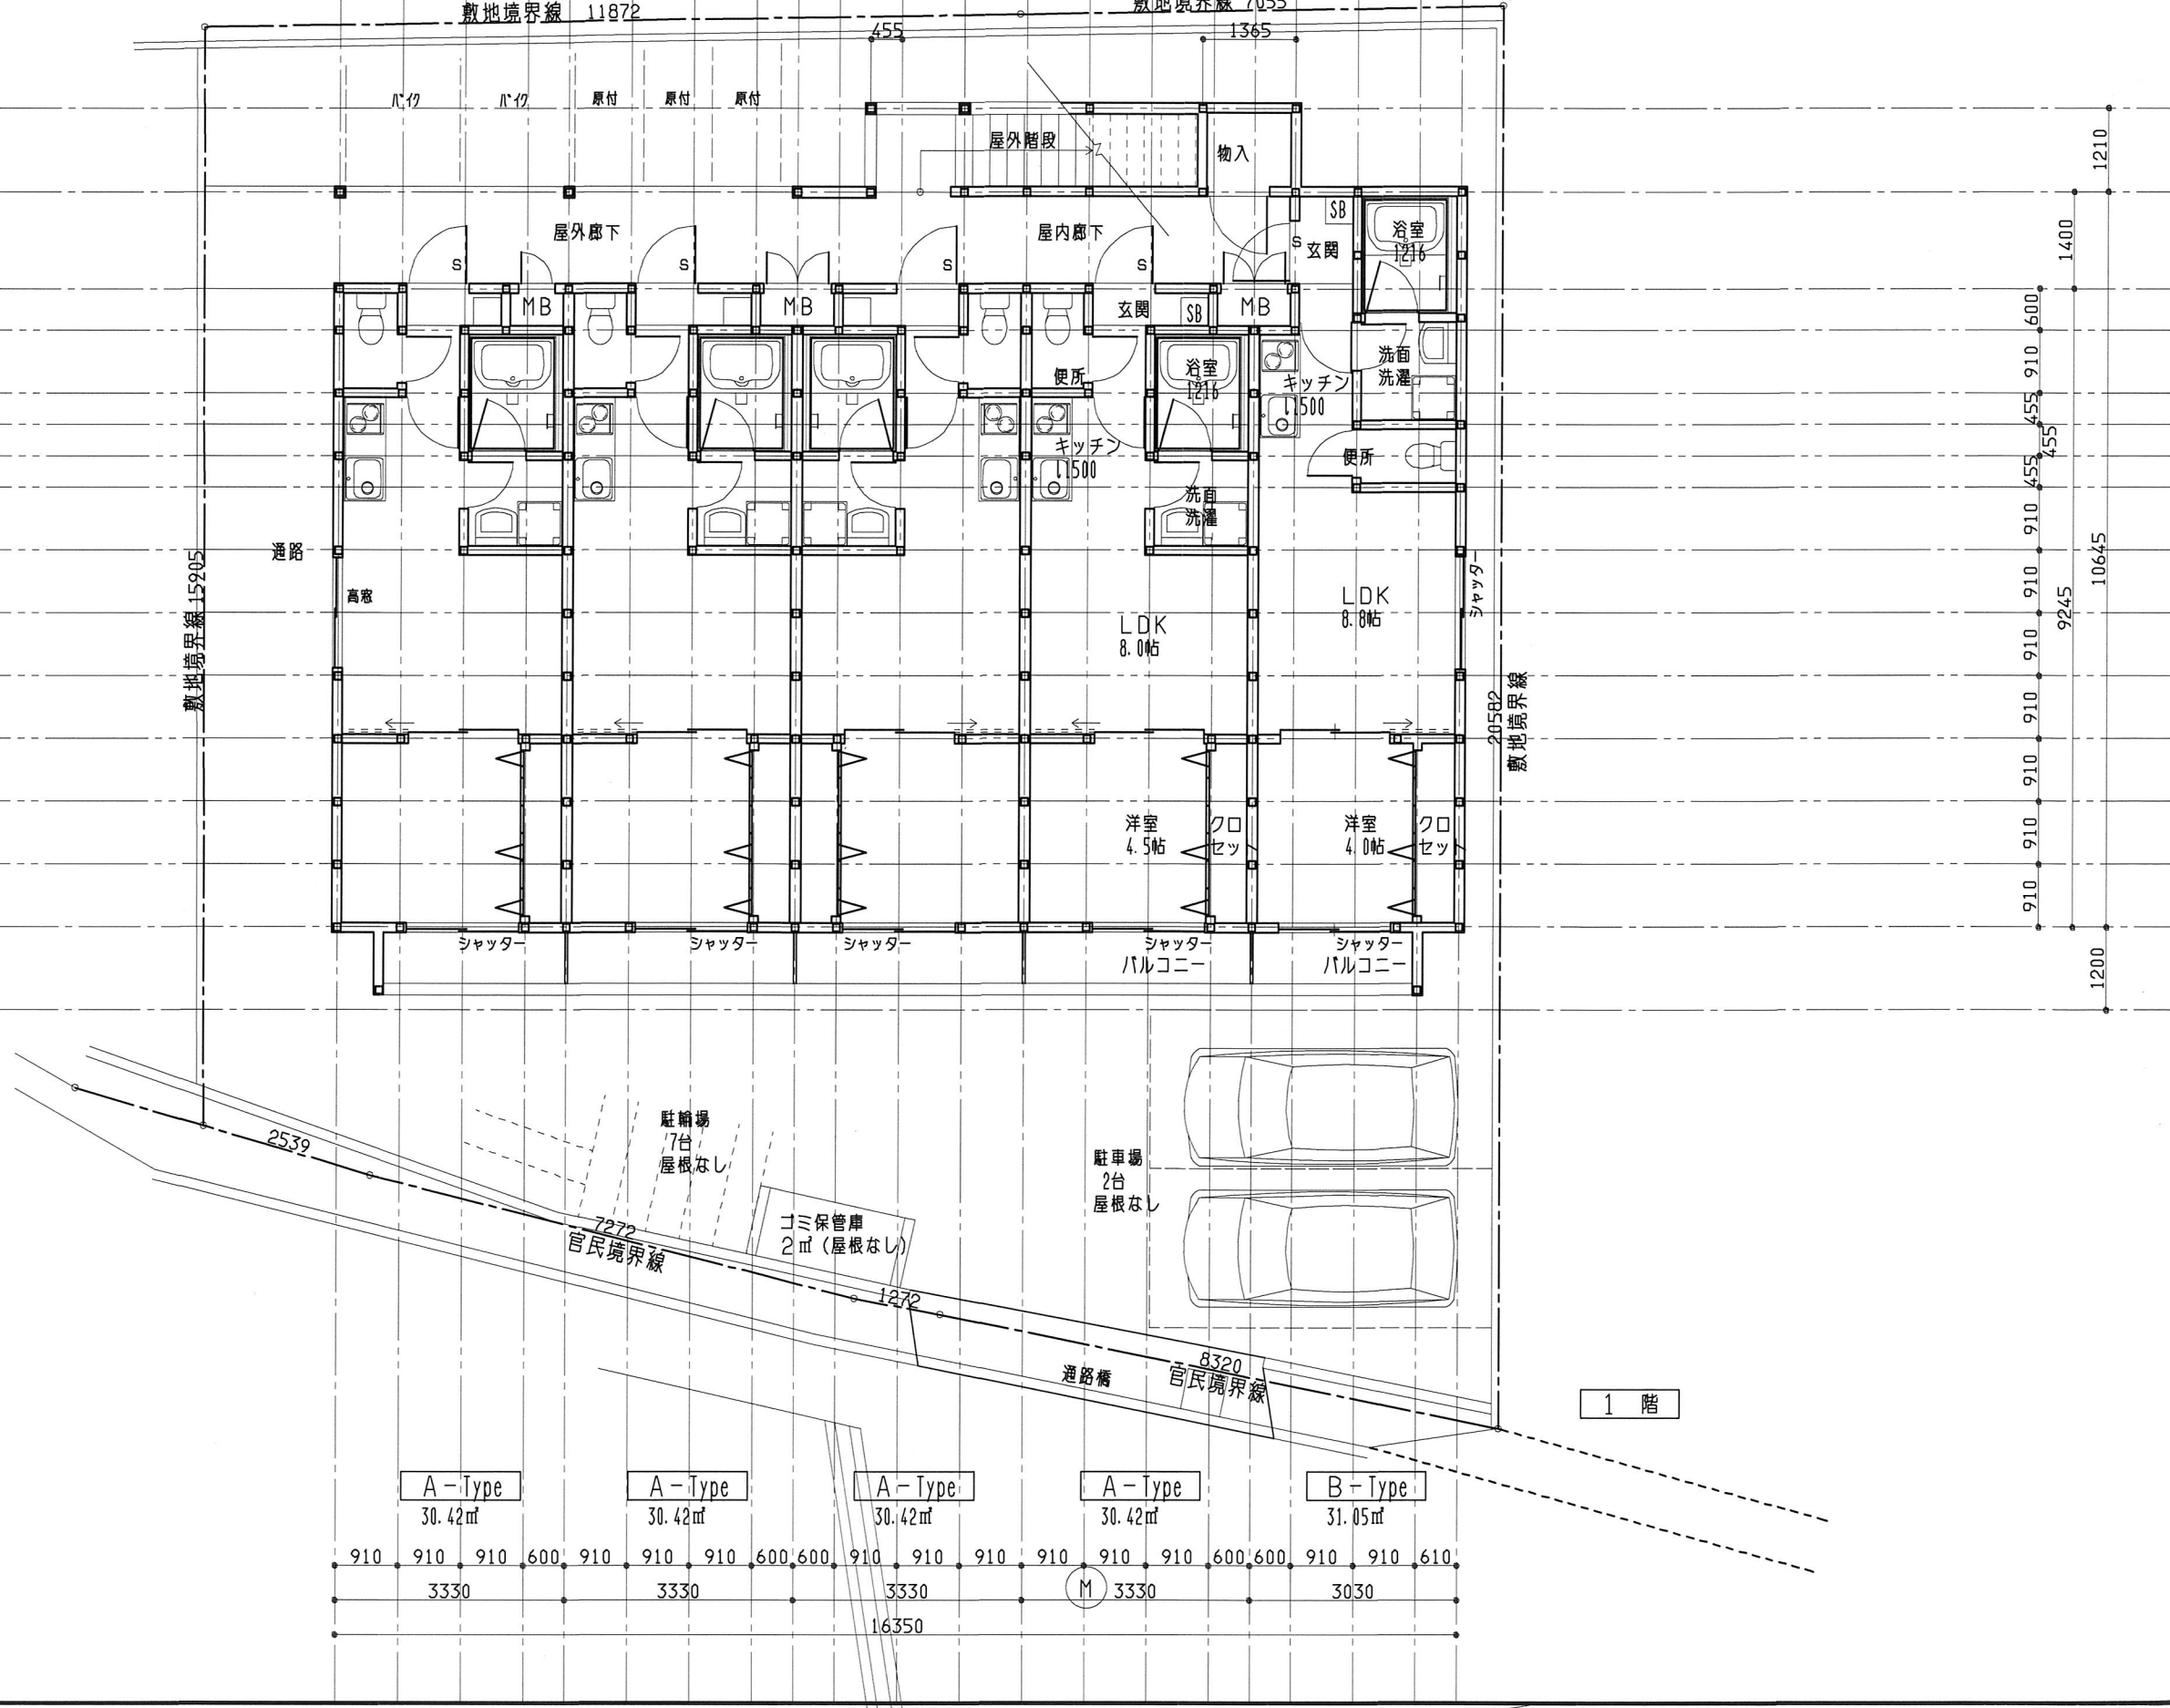 敷地境界線 11872
敷地境界線 7055
455
1365
バイク
バイク
原付
原付
原付
屋外階段
物入
1210
屋外廊下
屋内廊下
SB
浴室
1216
玄関
S
S
S
S
S
1400
MB
MB
玄関
SB
MB
600
910
455
455
455
910
910
910
910
910
910
910
9245
10645
1200
便所
浴室
1216
キッチン
L1500
洗面
洗濯
キッチン
L1500
洗面
洗濯
便所
通路
敷地境界線 15905
高窓
LDK
8.0帖
LDK
8.8帖
シャッター
20582
敷地境界線
洋室
4.5帖
クロ
セット
洋室
4.0帖
クロ
セット
シャッター
シャッター
シャッター
シャッター
シャッター
バルコニー
バルコニー
2539
駐輪場
7台
屋根なし
駐車場
2台
屋根なし
7272
官民境界線
ゴミ保管庫
2㎡(屋根なし)
1272
8320
官民境界線
通路橋
1 階
A-Type
30.42㎡
A-Type
30.42㎡
A-Type
30.42㎡
A-Type
30.42㎡
B-Type
31.05㎡
910 910 910 600 910 910 910 600 600 910 910 910 910 910 910 600 600 910 910 610
3330 3330 3330 M 3330 3030
16350